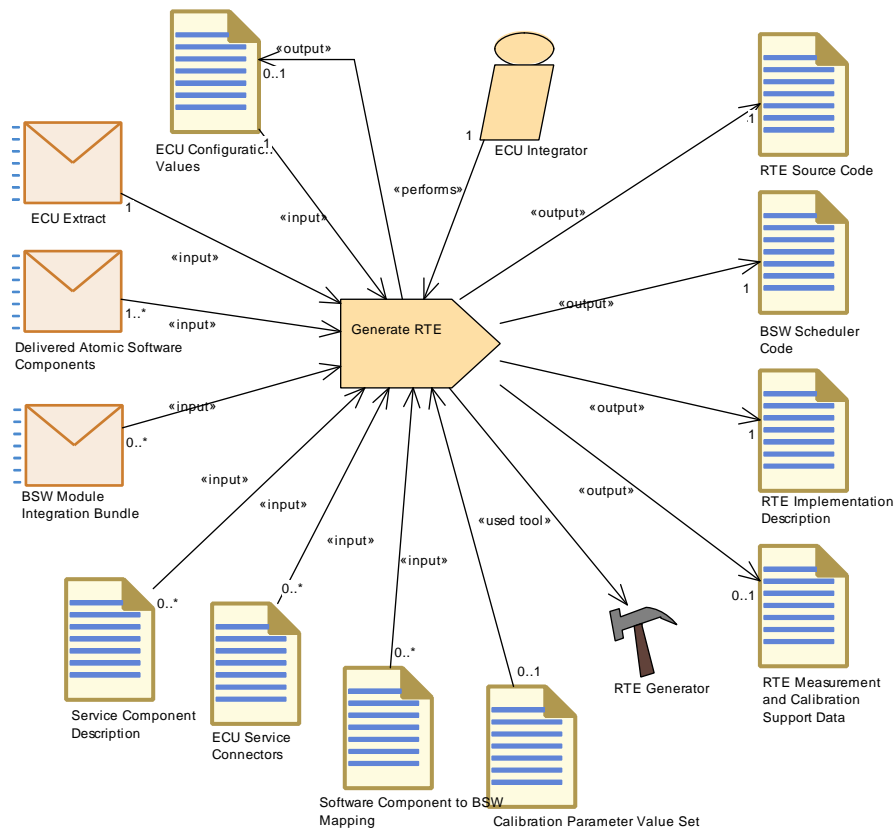 «output»
0..1
ECU Configuratic..
1
Values
ECU Integrator
1
RTE Source Code
..1
ECU Extract
1
«performs»
«input»
«output»
«input»
BSW Scheduler
Code
1
«output»
Delivered Atomic Software
Components
1..*
«input»
Generate RTE
BSW Module
Integration Bundle
0..*
«input»
«output»
1
RTE Implementation
Description
«input»
«input»
«input»
«input»
«used tool»
«output»
0..1
RTE Measurement
and Calibration
Support Data
Service Component
Description
0..*
ECU Service
Connectors
0..*
Software Component to BSW
Mapping
0..*
Calibration Parameter Value Set
0..1
RTE Generator